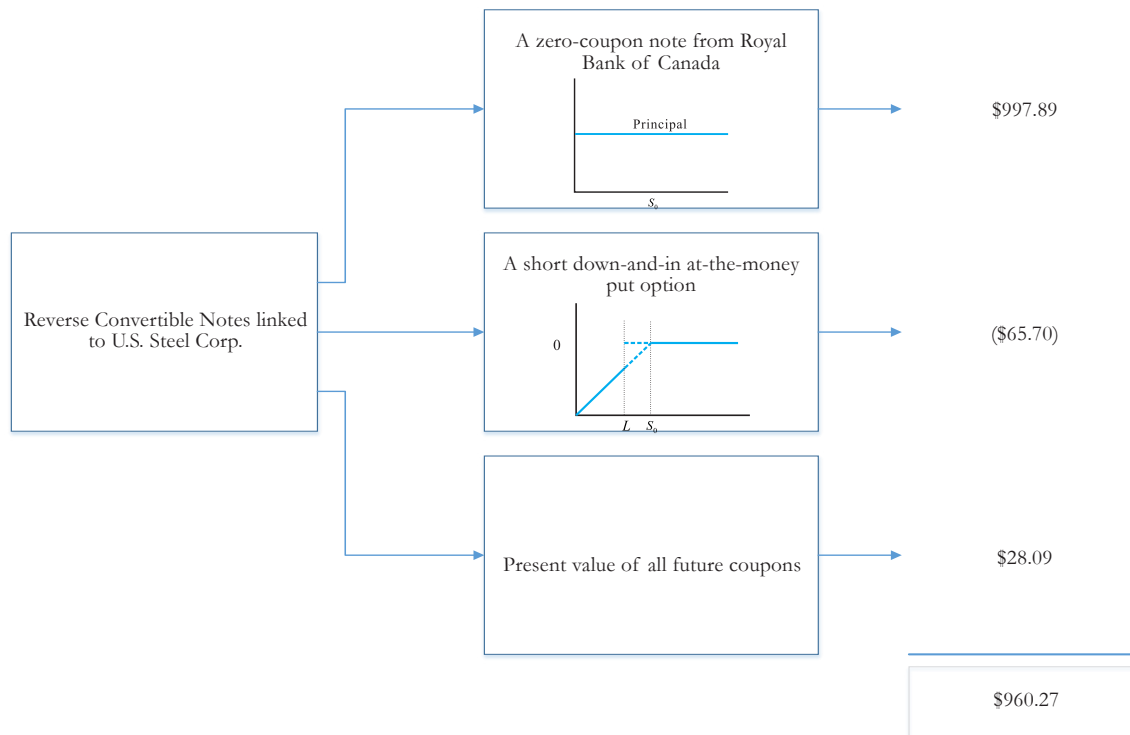 A zero-coupon note from Royal
Bank of Canada
Principal
S₀
$997.89
Reverse Convertible Notes linked
to U.S. Steel Corp.
A short down-and-in at-the-money
put option
0
L S₀
($65.70)
Present value of all future coupons
$28.09
$960.27